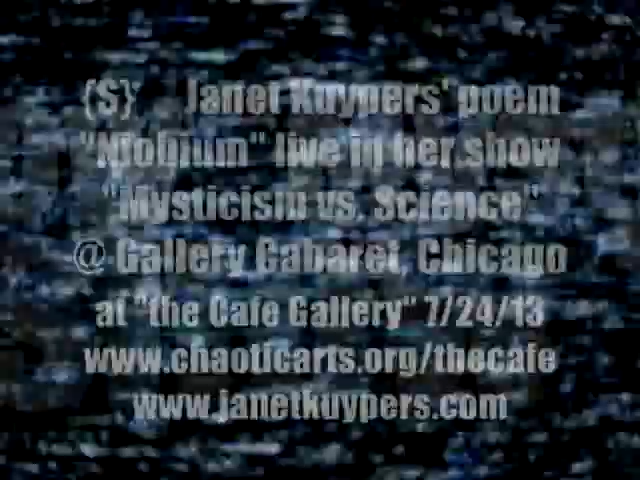 {S} Janet Kuypers' poem
"Niobium" live in her show
"Mysticism vs. Science"
@ Gallery Cabaret, Chicago
at "the Cafe Gallery" 7/24/13
www.chaoticarts.org/thecafe
www.janetkuypers.com